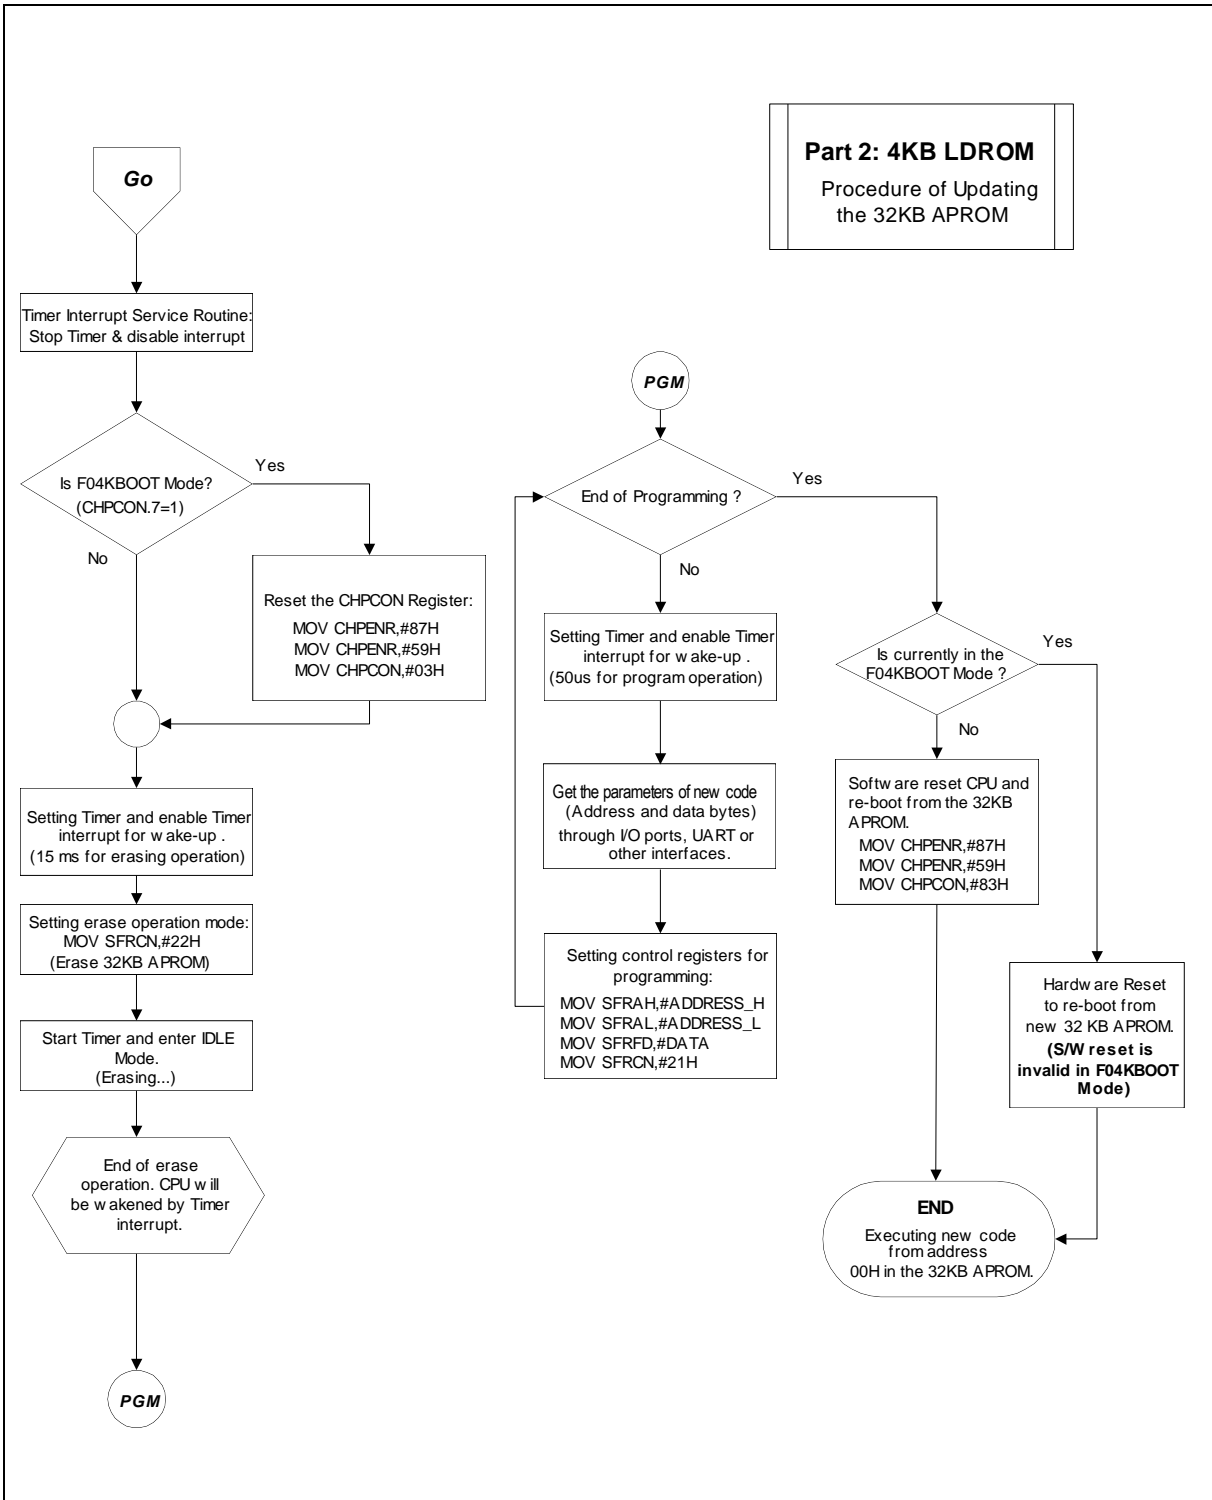 Part 2: 4KB LDROM
Procedure of Updating
the 32KB APROM
Go
Timer Interrupt Service Routine:
Stop Timer & disable interrupt
Is F04KBOOT Mode?
(CHPCON.7=1)
Yes
No
Reset the CHPCON Register:
MOV CHPENR,#87H
MOV CHPENR,#59H
MOV CHPCON,#03H
Setting Timer and enable Timer
interrupt for wake-up .
(15 ms for erasing operation)
Setting erase operation mode:
MOV SFRCN,#22H
(Erase 32KB APROM)
Start Timer and enter IDLE
Mode.
(Erasing...)
End of erase
operation. CPU will
be wakened by Timer
interrupt.
PGM
PGM
End of Programming ?
Yes
No
Setting Timer and enable Timer
interrupt for wake-up .
(50us for program operation)
Get the parameters of new code
(Address and data bytes)
through I/O ports, UART or
other interfaces.
Setting control registers for
programming:
MOV SFRAH,#ADDRESS_H
MOV SFRAL,#ADDRESS_L
MOV SFRFD,#DATA
MOV SFRCN,#21H
Is currently in the
F04KBOOT Mode ?
Yes
No
Software reset CPU and
re-boot from the 32KB
APROM.
MOV CHPENR,#87H
MOV CHPENR,#59H
MOV CHPCON,#83H
Hardware Reset
to re-boot from
new 32 KB APROM.
(S/W reset is
invalid in F04KBOOT
Mode)
END
Executing new code
from address
00H in the 32KB APROM.